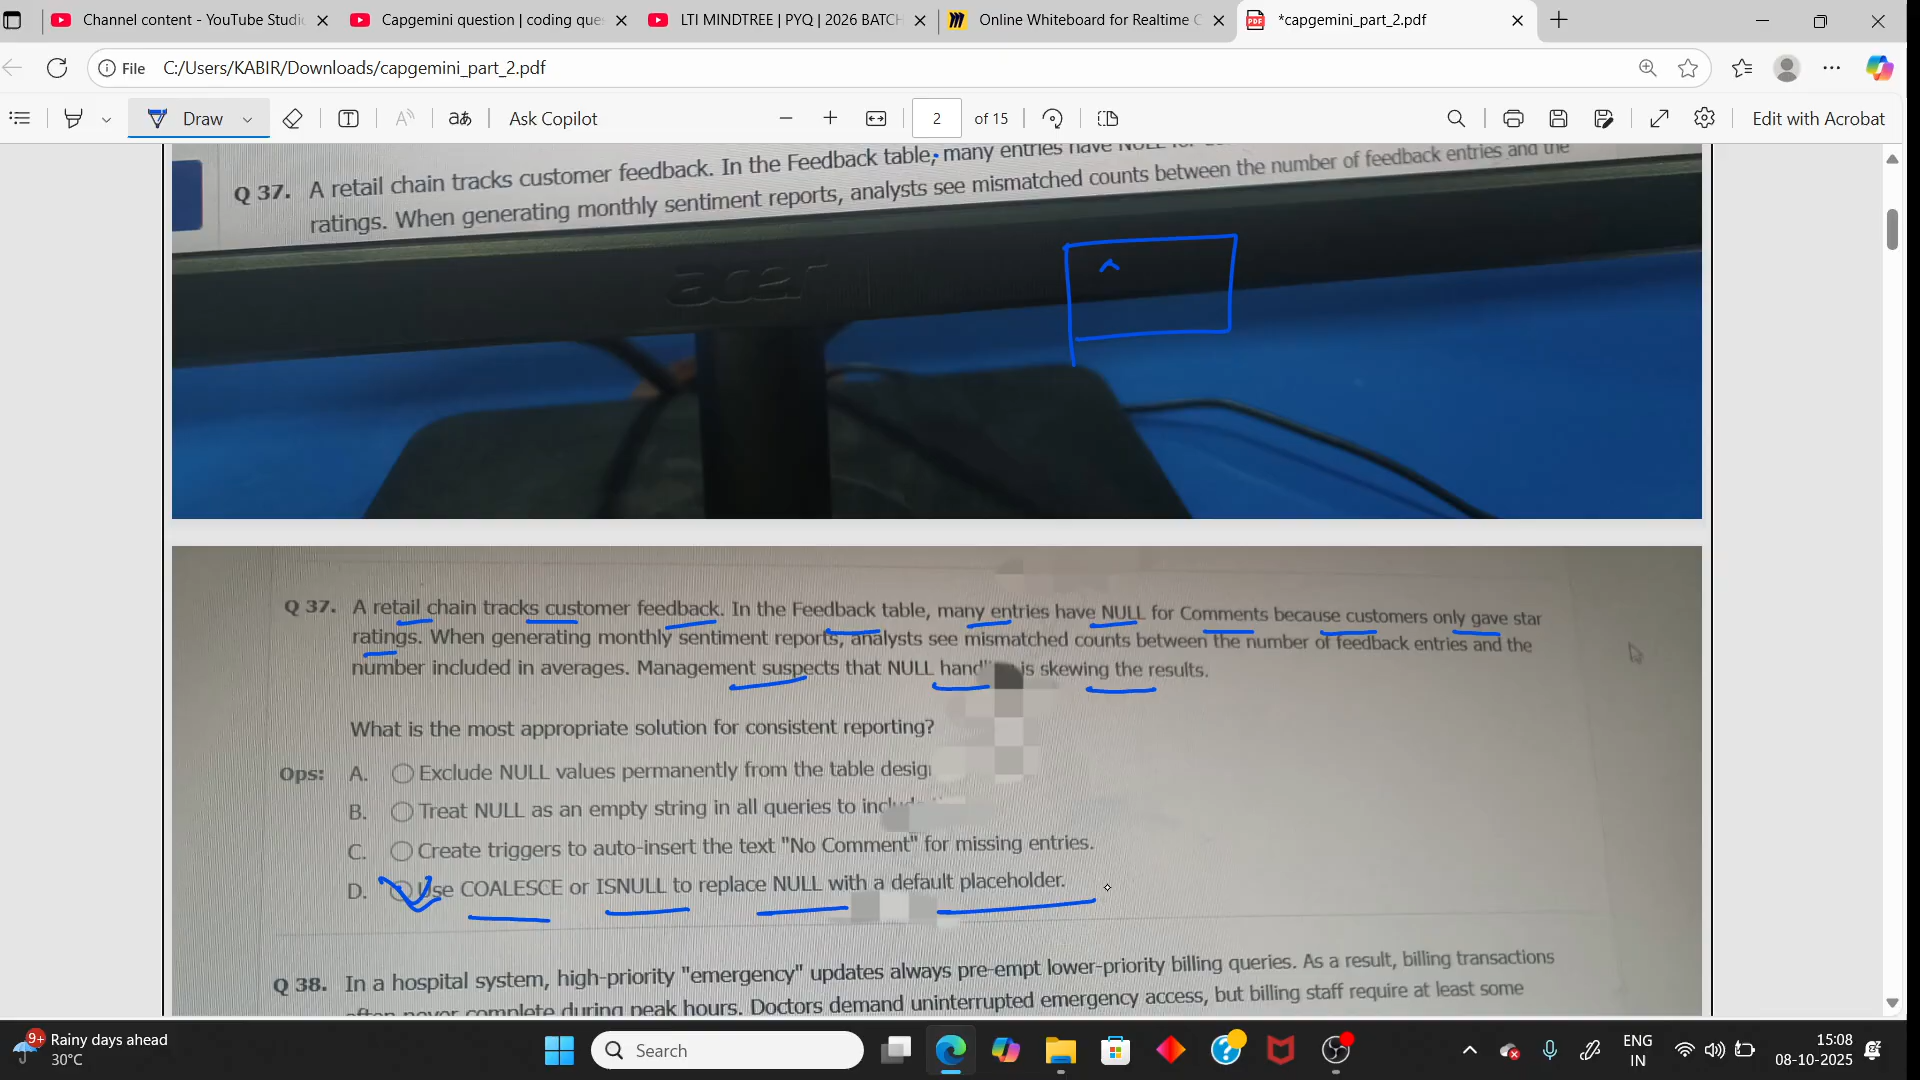 Channel content - YouTube Studi
Capgemini question | coding ques
LTI MINDTREE | PYQ | 2026 BATCH
Online Whiteboard for Realtime C
*capgemini_part_2.pdf
File C:/Users/KABIR/Downloads/capgemini_part_2.pdf
Draw
Ask Copilot
2 of 15
Edit with Acrobat
Q 37. A retail chain tracks customer feedback. In the Feedback table, many entries have NULL
ratings. When generating monthly sentiment reports, analysts see mismatched counts between the number of feedback entries and the
acer
Q 37. A retail chain tracks customer feedback. In the Feedback table, many entries have NULL for Comments because customers only gave star
ratings. When generating monthly sentiment reports, analysts see mismatched counts between the number of feedback entries and the
number included in averages. Management suspects that NULL hand is skewing the results.
What is the most appropriate solution for consistent reporting?
Ops: A. Exclude NULL values permanently from the table desig
B. Treat NULL as an empty string in all queries to
C. Create triggers to auto-insert the text "No Comment" for missing entries.
D. Use COALESCE or ISNULL to replace NULL with a default placeholder.
Q 38. In a hospital system, high-priority "emergency" updates always pre-empt lower-priority billing queries. As a result, billing transactions
often never complete during peak hours. Doctors demand uninterrupted emergency access, but billing staff require at least some
9+
Rainy days ahead
30°C
Search
ENG
IN
15:08
08-10-2025